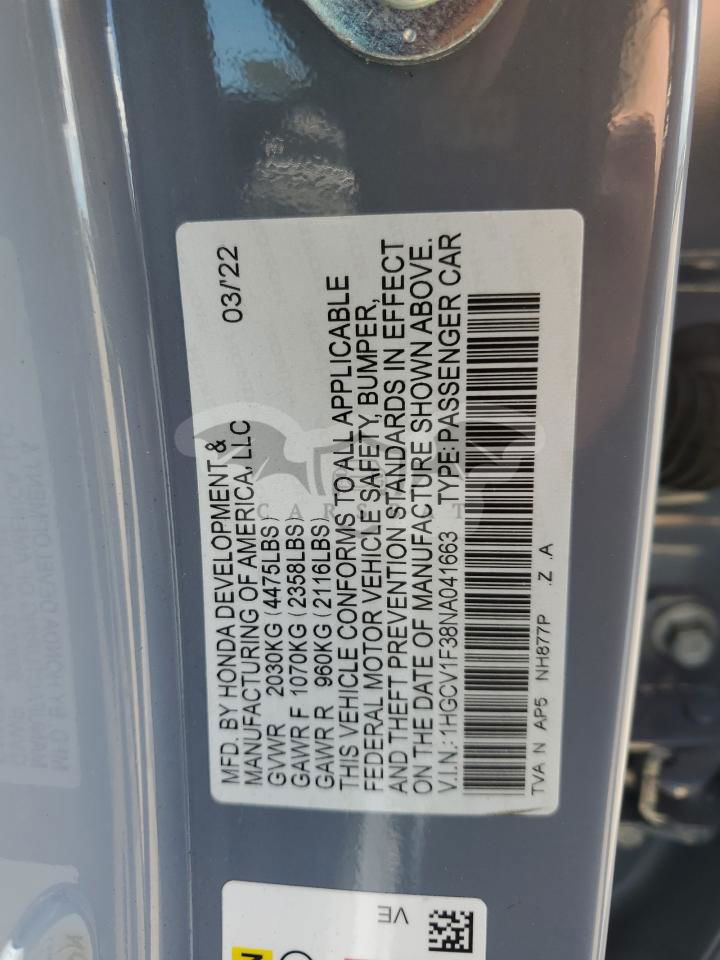 MFD. BY HONDA DEVELOPMENT & 03/'22
MANUFACTURING OF AMERICA, LLC
GVWR 2030KG (4475LBS)
GAWR F 1070KG (2358LBS)
GAWR R 960KG (2116LBS)
THIS VEHICLE CONFORMS TO ALL APPLICABLE
FEDERAL MOTOR VEHICLE SAFETY, BUMPER,
AND THEFT PREVENTION STANDARDS IN EFFECT
ON THE DATE OF MANUFACTURE SHOWN ABOVE.
V.I.N.: 1HGCV1F38NA041663 TYPE:PASSENGER CAR
TVA N AP5 NH877P .Z .A
VE